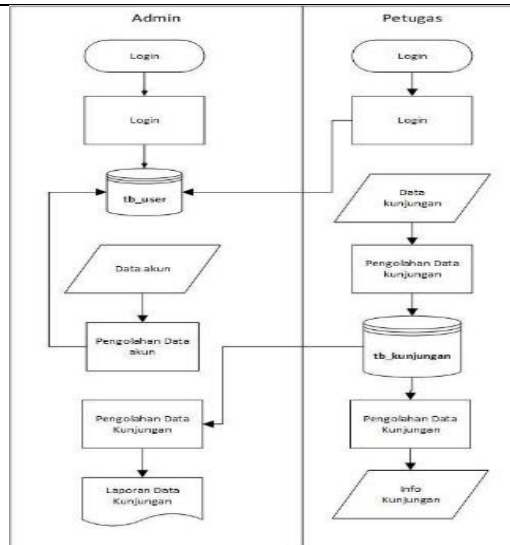 Admin
Petugas
Login
Login
Login
Login
tb_user
Data
kunjungan
Data akun
Pengolahan Data
kunjungan
Pengolahan Data
akun
tb_kunjungan
Pengolahan Data
Kunjungan
Pengolahan Data
Kunjungan
Laporan Data
Kunjungan
Info
Kunjungan